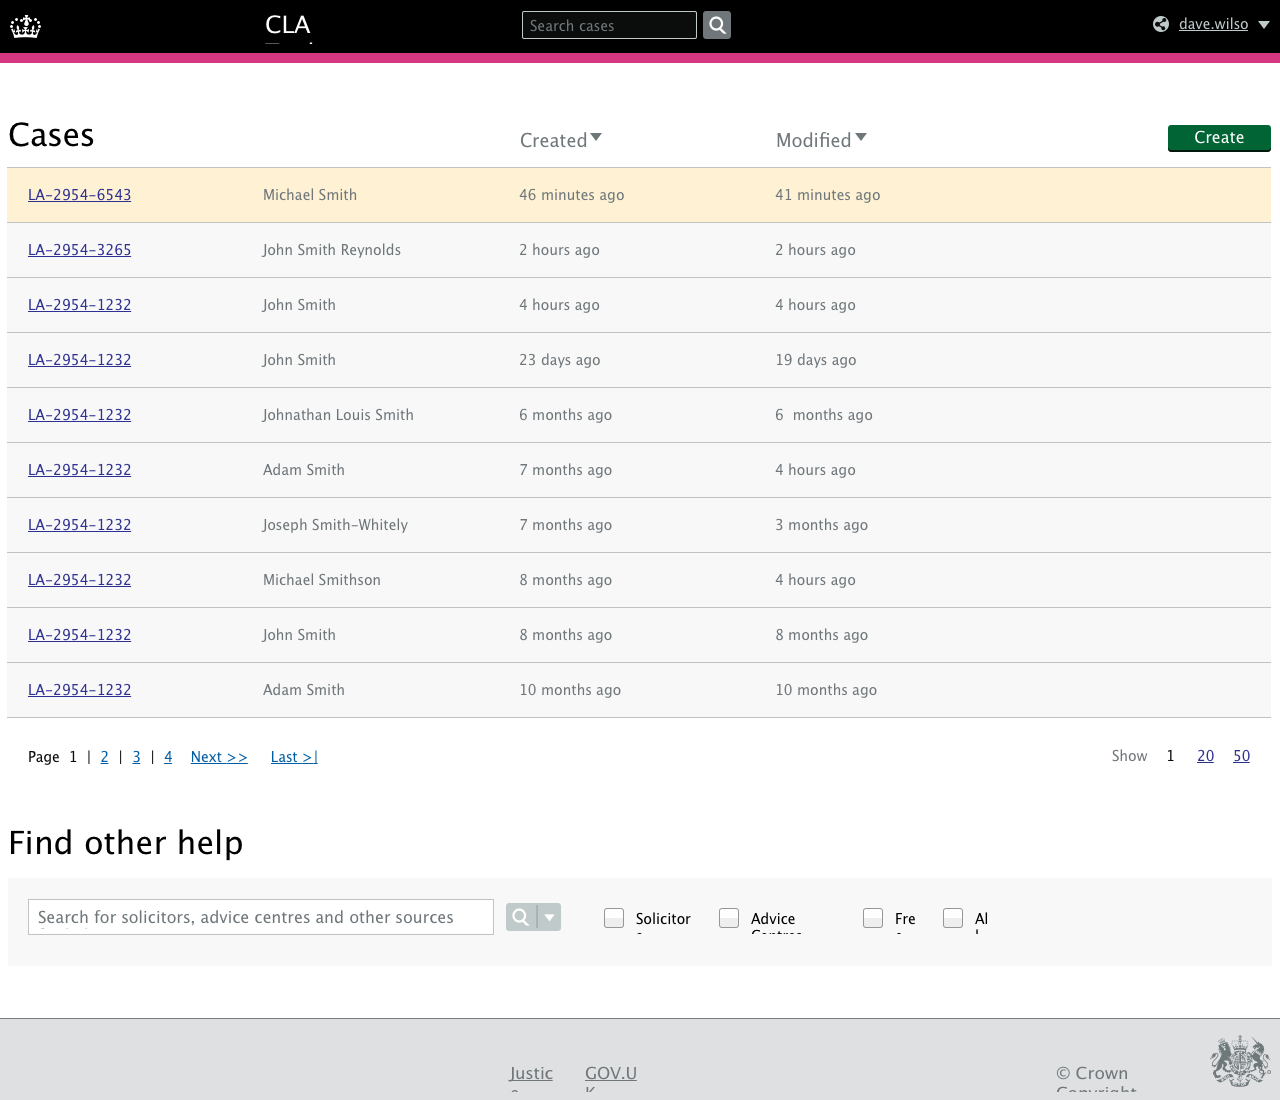 CLA
Search cases
dave.wilso
Cases
Created
Modified
Create
LA-2954-6543 Michael Smith 46 minutes ago 41 minutes ago
LA-2954-3265 John Smith Reynolds 2 hours ago 2 hours ago
LA-2954-1232 John Smith 4 hours ago 4 hours ago
LA-2954-1232 John Smith 23 days ago 19 days ago
LA-2954-1232 Johnathan Louis Smith 6 months ago 6  months ago
LA-2954-1232 Adam Smith 7 months ago 4 hours ago
LA-2954-1232 Joseph Smith-Whitely 7 months ago 3 months ago
LA-2954-1232 Michael Smithson 8 months ago 4 hours ago
LA-2954-1232 John Smith 8 months ago 8 months ago
LA-2954-1232 Adam Smith 10 months ago 10 months ago
Page 1 | 2 | 3 | 4 Next >> Last >|
Show 1 20 50
Find other help
Search for solicitors, advice centres and other sources
Solicitor
Advice
Centres
Fre
Al
l
Justic
GOV.U
K
© Crown
Copyright